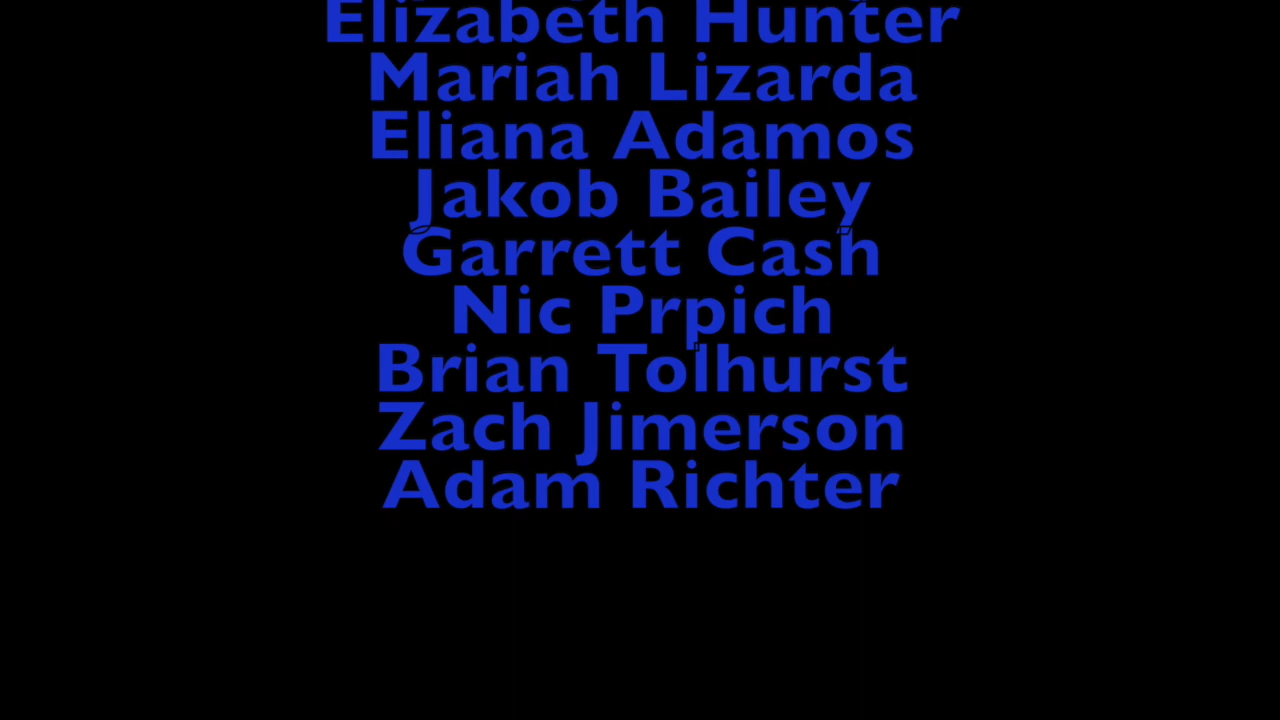 Elizabeth Hunter
Mariah Lizarda
Eliana Adamos
Jakob Bailey
Garrett Cash
Nic Prpich
Brian Tolhurst
Zach Jimerson
Adam Richter